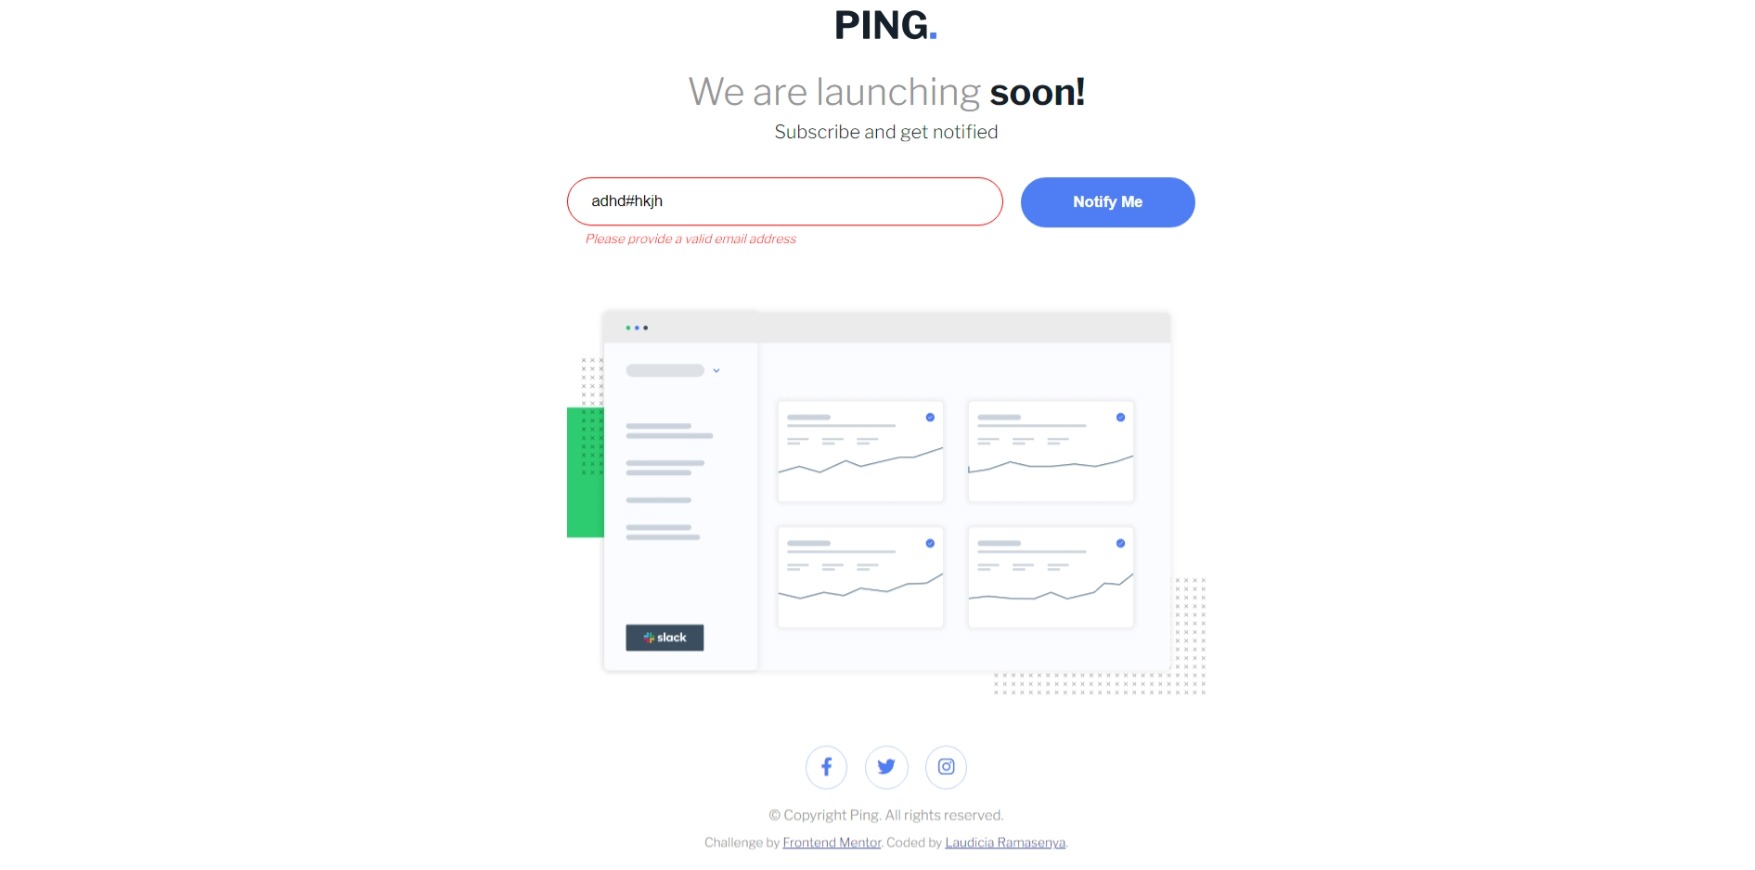 PING.
We are launching soon!
Subscribe and get notified
adhd#hkjh
Notify Me
Please provide a valid email address
slack
© Copyright Ping. All rights reserved.
Challenge by Frontend Mentor. Coded by Laudicia Ramasenya.